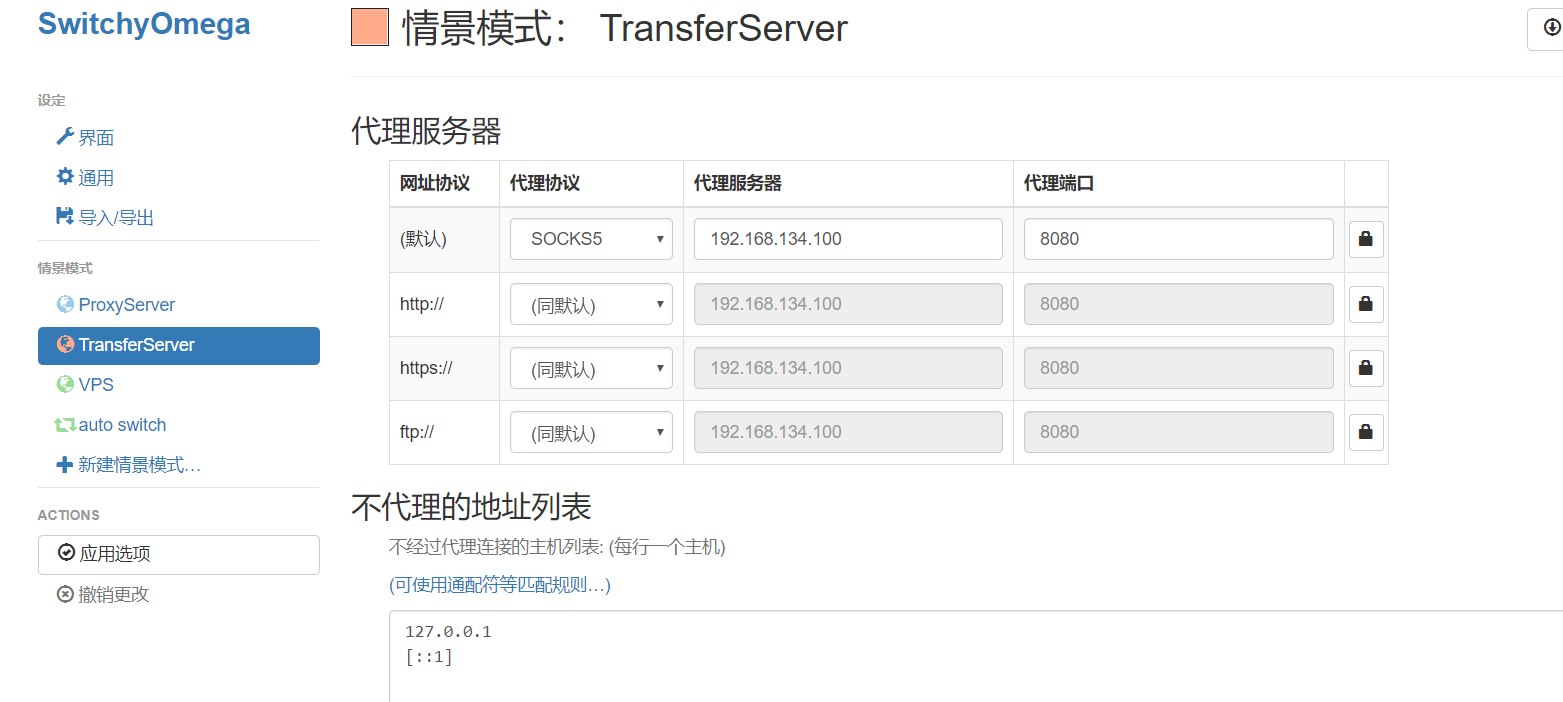 SwitchyOmega
设定
界面
通用
导入/导出
情景模式
ProxyServer
TransferServer
VPS
auto switch
新建情景模式…
ACTIONS
应用选项
撤销更改
情景模式： TransferServer
代理服务器
网址协议 代理协议 代理服务器 代理端口
(默认) SOCKS5 192.168.134.100 8080
http:// (同默认) 192.168.134.100 8080
https:// (同默认) 192.168.134.100 8080
ftp:// (同默认) 192.168.134.100 8080
不代理的地址列表
不经过代理连接的主机列表: (每行一个主机)
(可使用通配符等匹配规则…)
127.0.0.1
[::1]